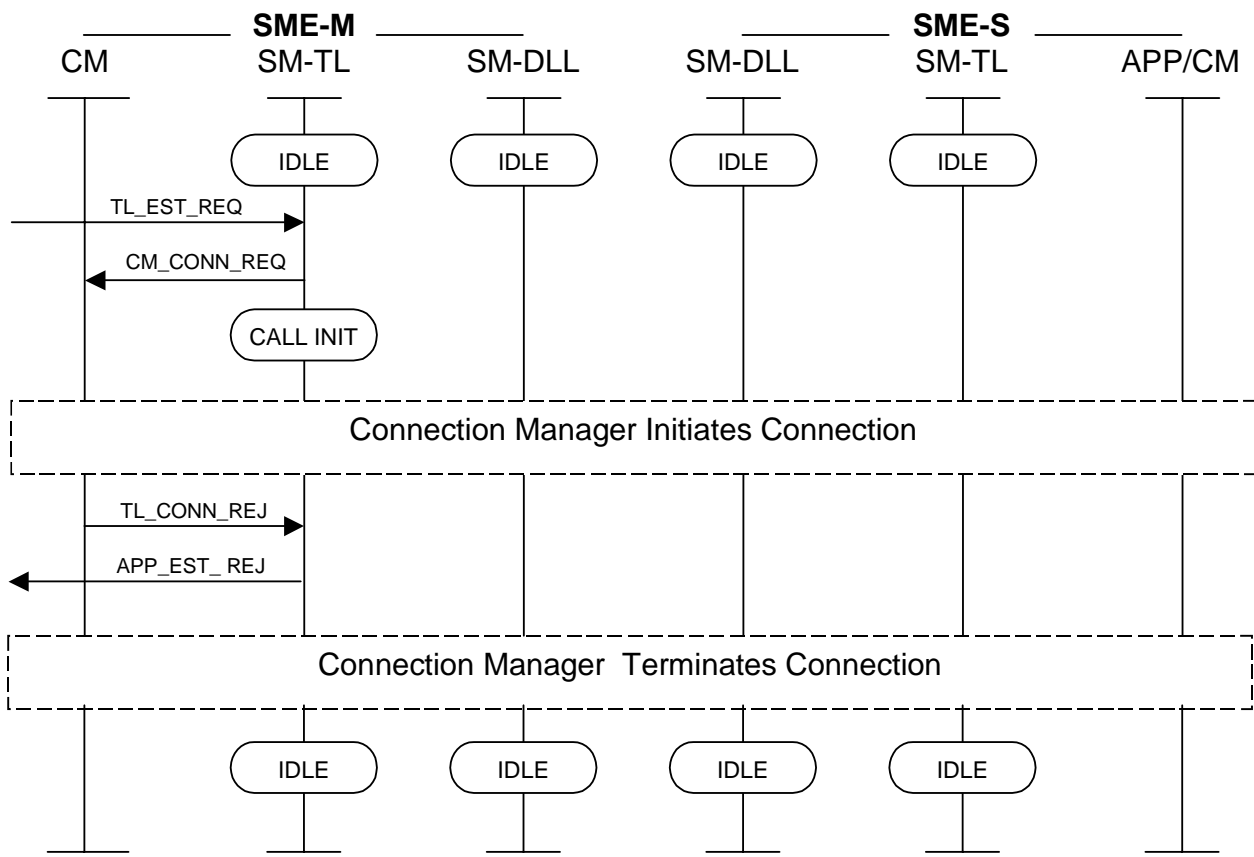 SME-M SME-S
CM SM-TL SM-DLL SM-DLL SM-TL APP/CM
IDLE IDLE IDLE IDLE
TL_EST_REQ
CM_CONN_REQ
CALL INIT
Connection Manager Initiates Connection
TL_CONN_REJ
APP_EST_ REJ
Connection Manager  Terminates Connection
IDLE IDLE IDLE IDLE